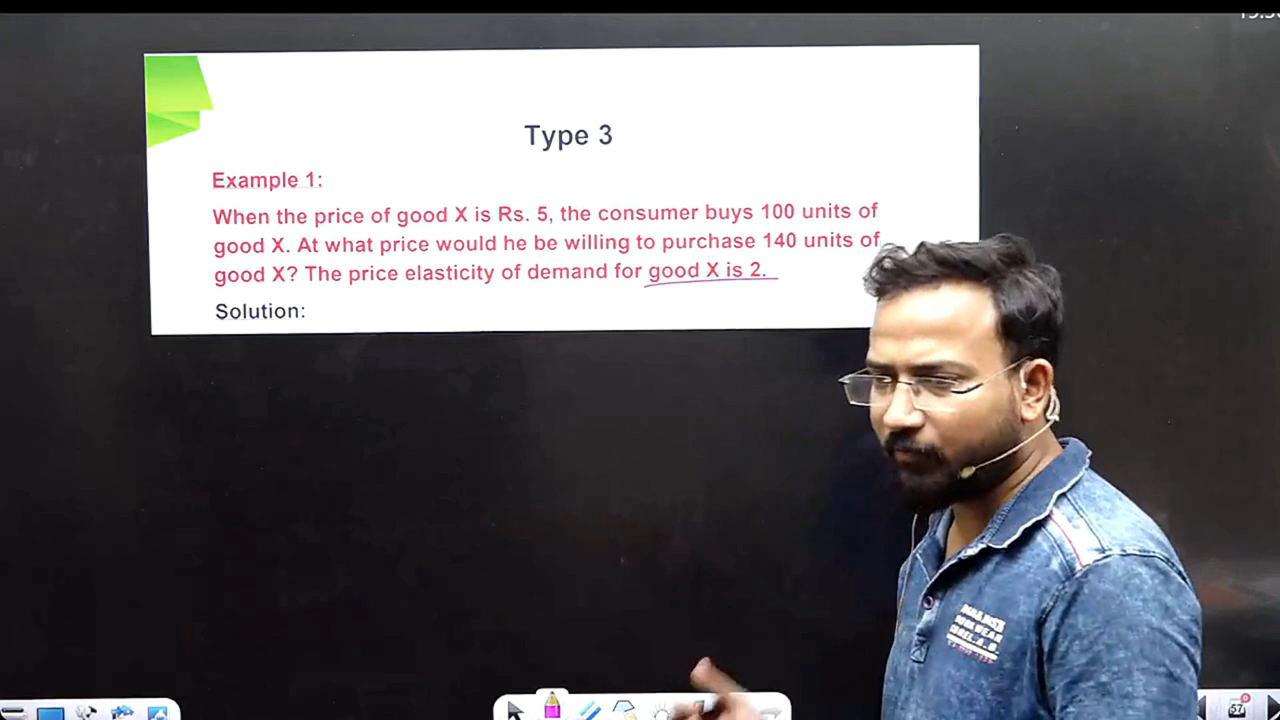 Type 3
Example 1:
When the price of good X is Rs. 5, the consumer buys 100 units of
good X. At what price would he be willing to purchase 140 units of
good X? The price elasticity of demand for good X is 2.
Solution:
57